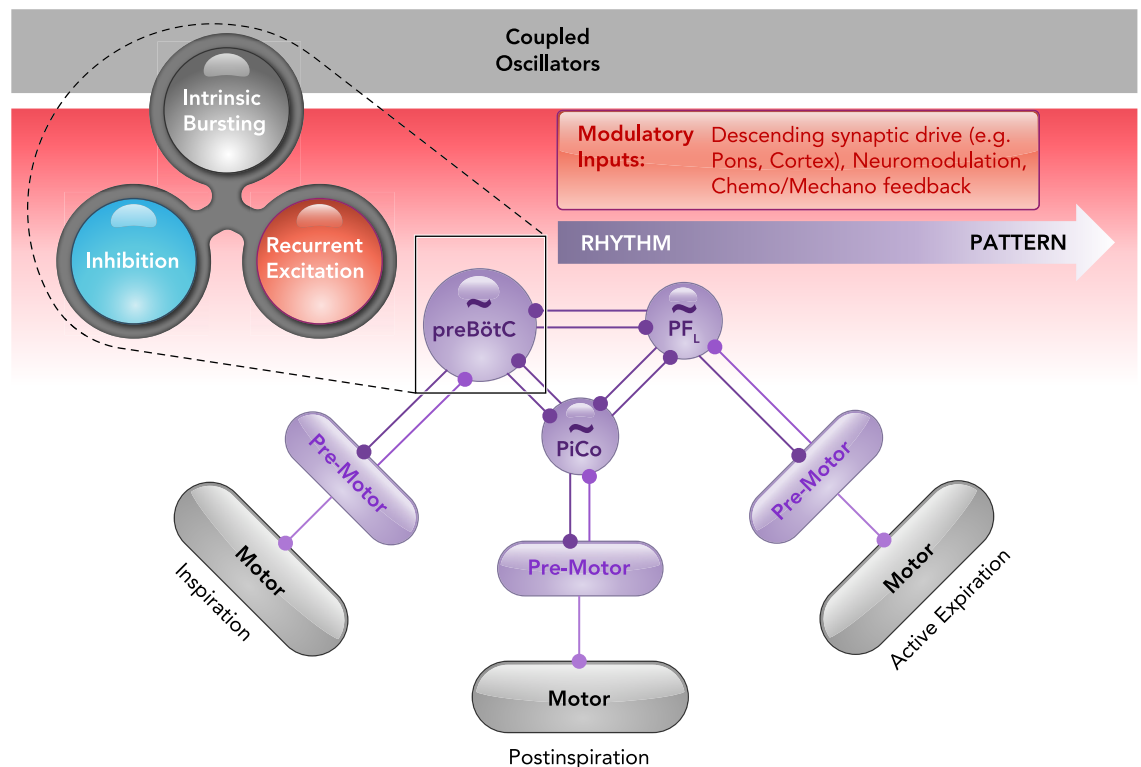 Coupled
Oscillators
Intrinsic
Bursting
Inhibition
Recurrent
Excitation
Modulatory
Inputs:
Descending synaptic drive (e.g.
Pons, Cortex), Neuromodulation,
Chemo/Mechano feedback
RHYTHM
PATTERN
~
preBötC
~
PF
L
~
PiCo
Pre-Motor
Pre-Motor
Pre-Motor
Motor
Inspiration
Motor
Active Expiration
Motor
Postinspiration